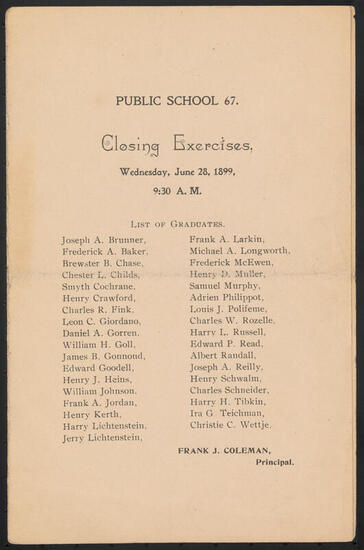 PUBLIC SCHOOL 67.
Closing Exercises,
Wednesday, June 28, 1899,
9:30 A. M.
LIST OF GRADUATES.
Joseph A. Brunner,
Frederick A. Baker,
Brewster B. Chase,
Chester L. Childs,
Smyth Cochrane,
Henry Crawford,
Charles R. Fink,
Leon C. Giordano,
Daniel A. Gorren,
William H. Goll,
James B. Gonnond,
Edward Goodell,
Henry J. Heins,
William Johnson,
Frank A. Jordan,
Henry Kerth,
Harry Lichtenstein,
Jerry Lichtenstein,
Frank A. Larkin,
Michael A. Longworth,
Frederick McEwen,
Henry D. Muller,
Samuel Murphy,
Adrien Philippot,
Louis J. Polifeme,
Charles W. Rozelle,
Harry L. Russell,
Edward P. Read,
Albert Randall,
Joseph A. Reilly,
Henry Schwalm,
Charles Schneider,
Harry H. Tibkin,
Ira G. Teichman,
Christie C. Wettje.
FRANK J. COLEMAN,
Principal.